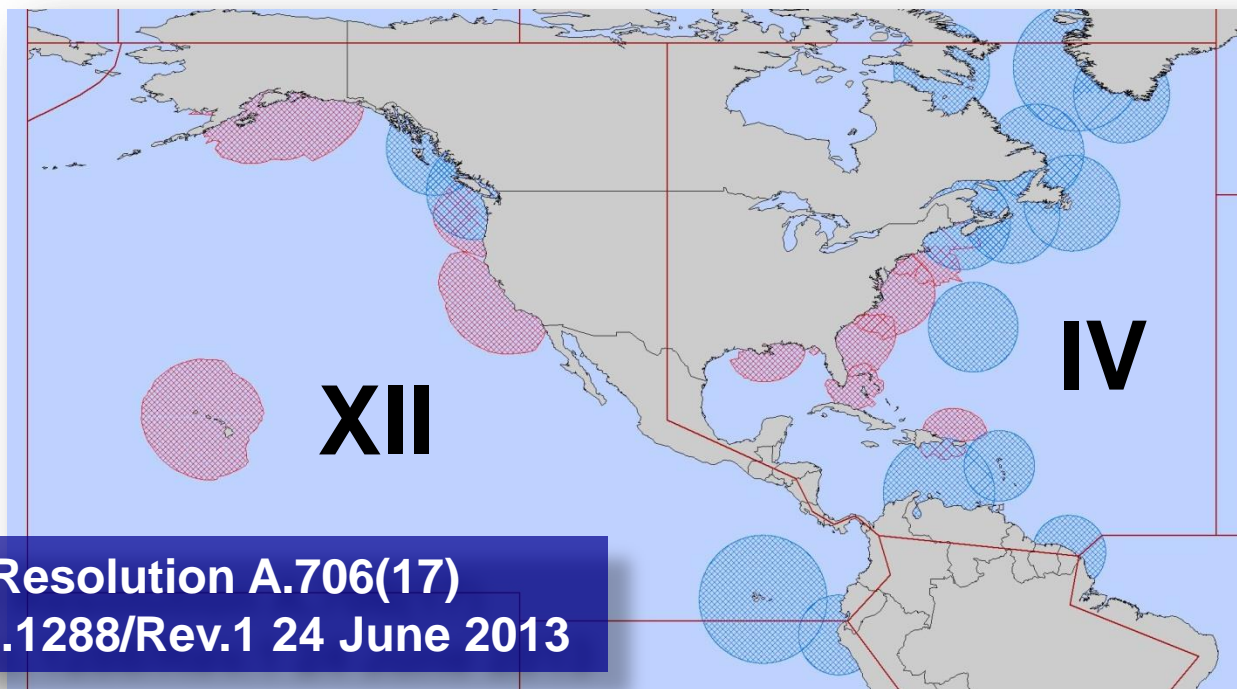 IV
XII
Resolution A.706(17)
.1288/Rev.1 24 June 2013